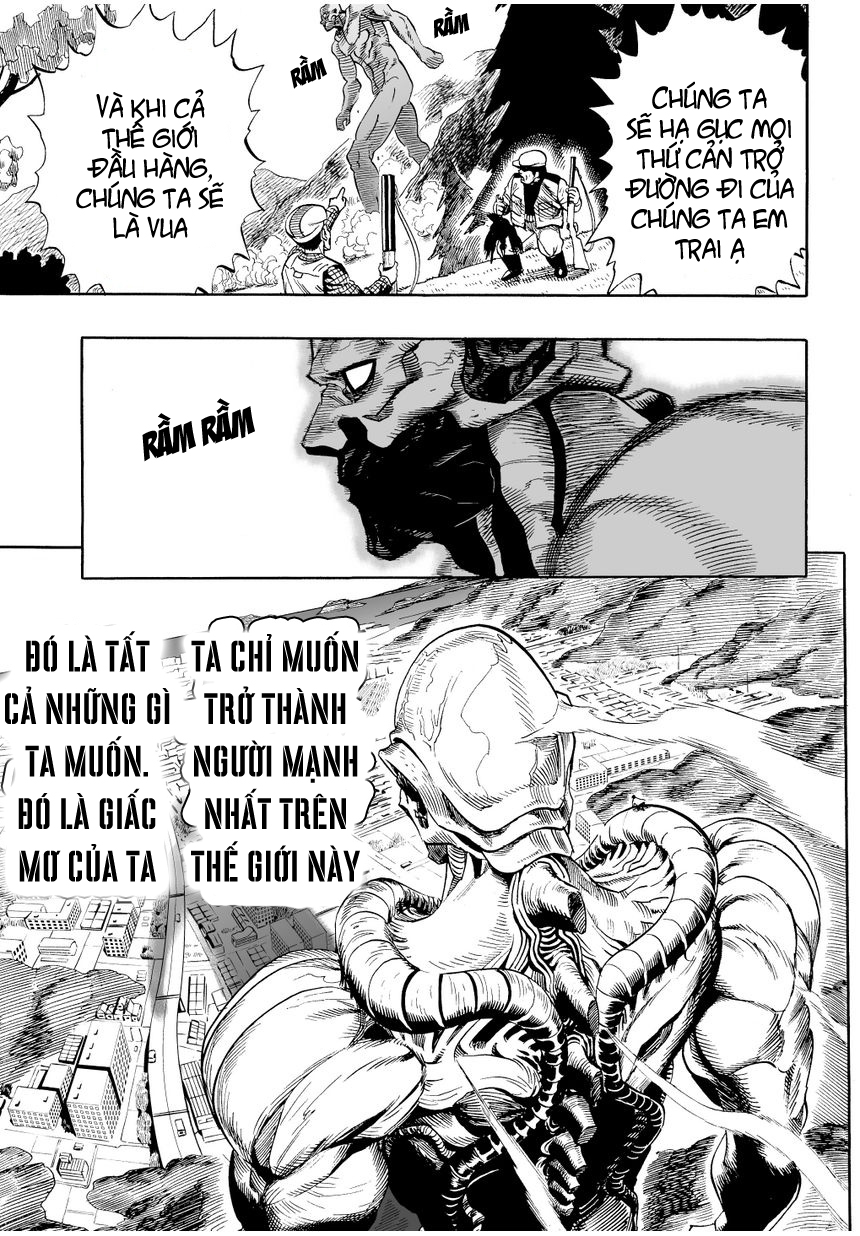 CHÚNG TA
SẼ HẠ GỤC MỌI
THỨ CẢN TRỞ
ĐƯỜNG ĐI CỦA
CHÚNG TA EM
TRAI Ạ
RẦM
RẦM
VÀ KHI CẢ
THẾ GIỚI
ĐẦU HÀNG,
CHÚNG TA SẼ
LÀ VUA
RẦM RẦM
TA CHỈ MUỐN
TRỞ THÀNH
NGƯỜI MẠNH
NHẤT TRÊN
THẾ GIỚI NÀY
ĐÓ LÀ TẤT
CẢ NHỮNG GÌ
TA MUỐN.
ĐÓ LÀ GIẤC
MƠ CỦA TA